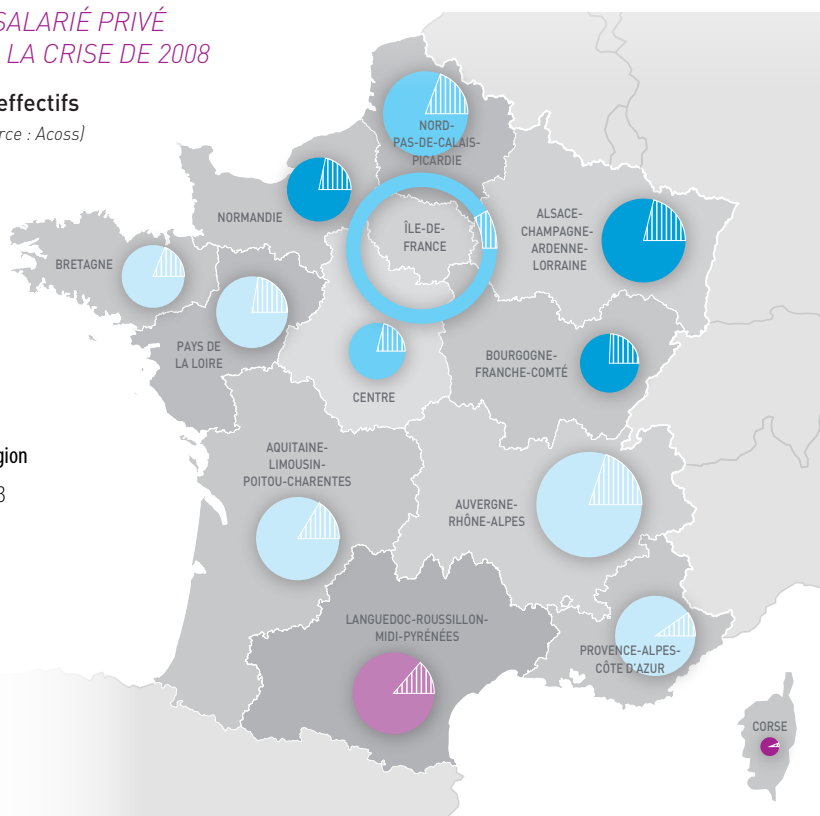 SALARIÉ PRIVÉ
LA CRISE DE 2008
effectifs
rce : Acoss)
NORD-
PAS-DE-CALAIS-
PICARDIE
NORMANDIE
ÎLE-DE-
FRANCE
ALSACE-
CHAMPAGNE-
ARDENNE-
LORRAINE
BRETAGNE
PAYS DE
LA LOIRE
BOURGOGNE-
FRANCHE-COMTÉ
CENTRE
gion
3
AQUITAINE-
LIMOUSIN-
POITOU-CHARENTES
AUVERGNE-
RHÔNE-ALPES
LANGUEDOC-ROUSSILLON-
MIDI-PYRÉNÉES
PROVENCE-ALPES-
CÔTE D'AZUR
CORSE